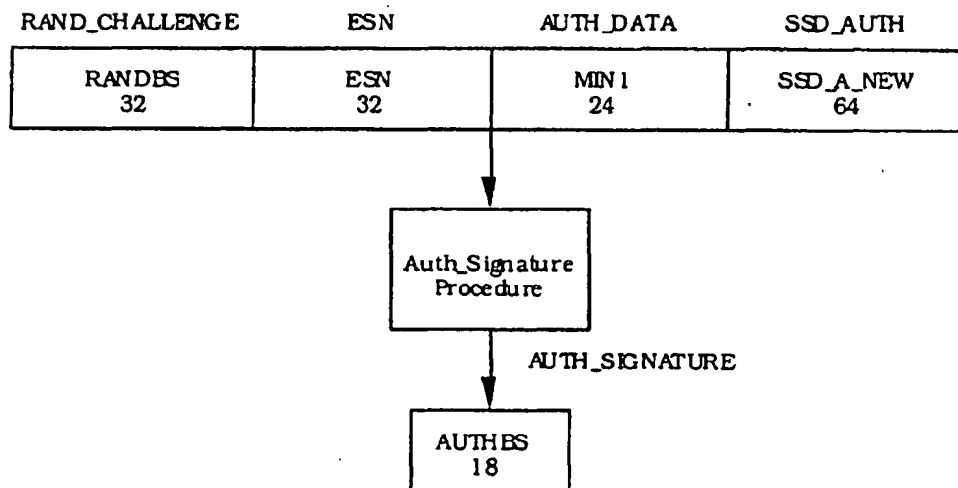 RAND_CHALLENGE ESN AUTH_DATA SSD_AUTH
RANDBS ESN MIN1 SSD_A_NEW
32 32 24 64
Auth_Signature
Procedure
AUTH_SIGNATURE
AUTHBS
18